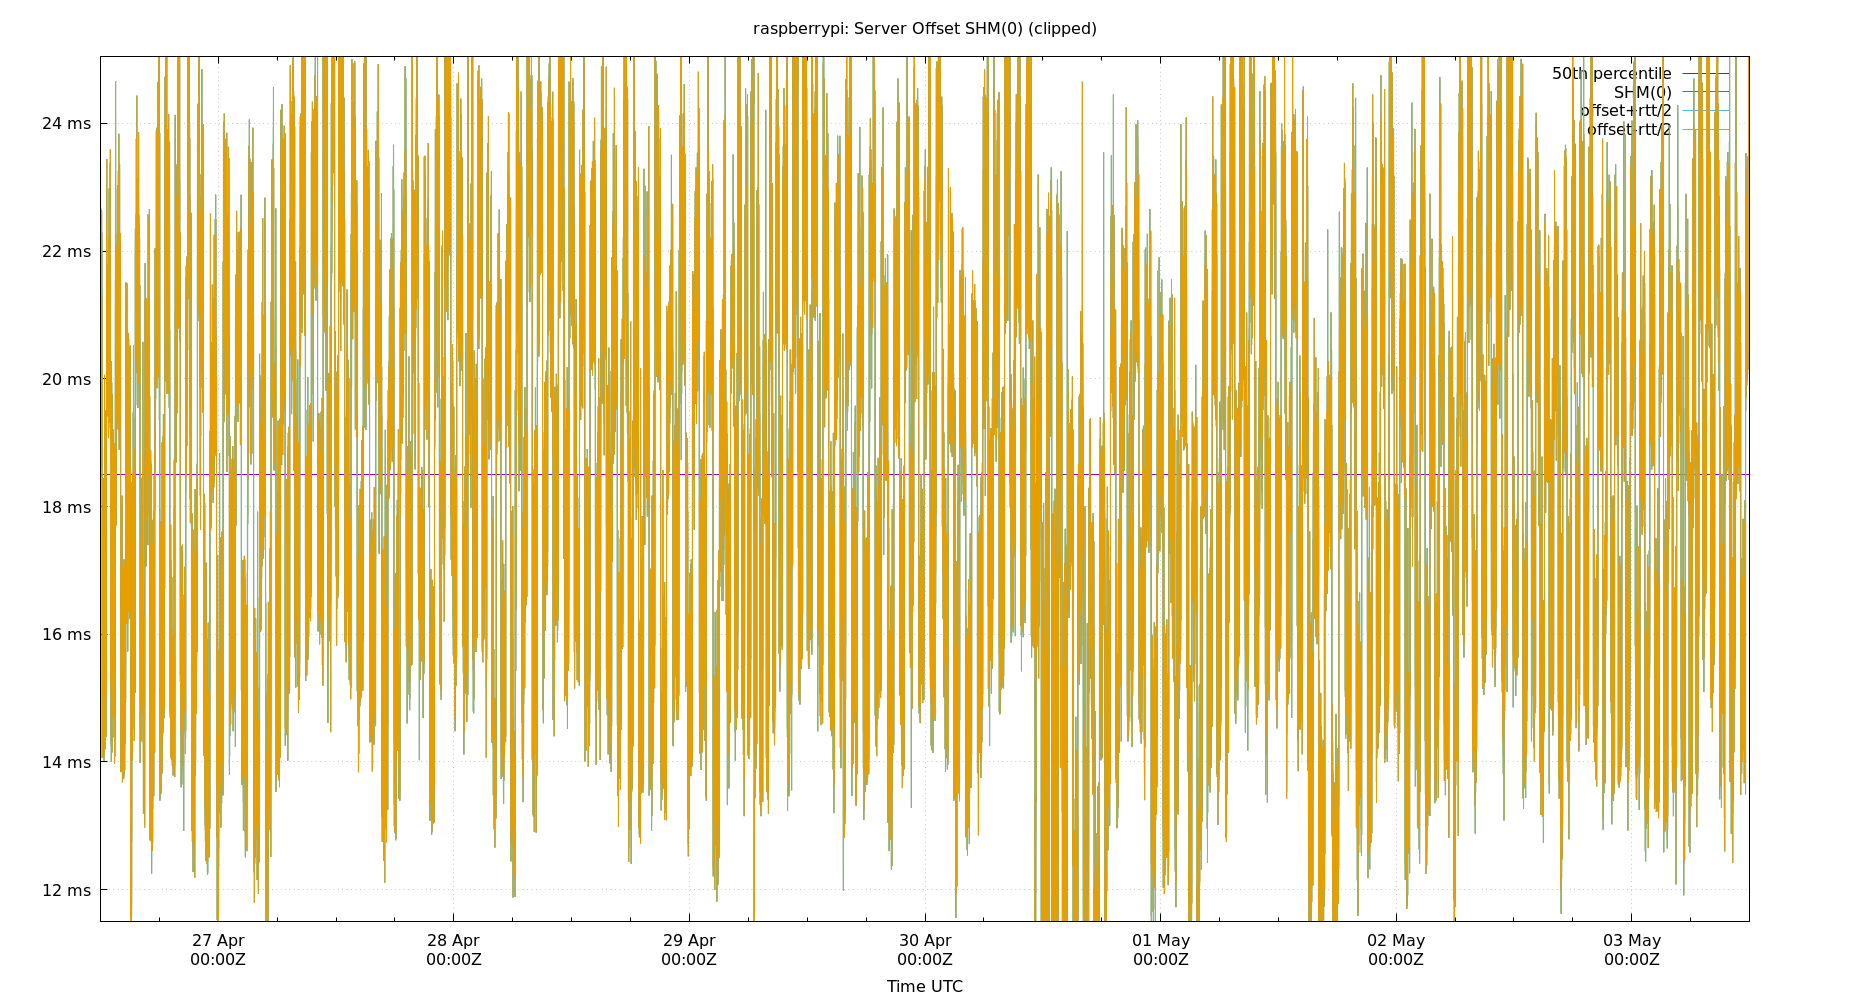 raspberrypi: Server Offset SHM(0) (clipped)
50th percentile
SHM(0)
offset+rtt/2
offset-rtt/2
24 ms
22 ms
20 ms
18 ms
16 ms
14 ms
12 ms
27 Apr 28 Apr 29 Apr 30 Apr 01 May 02 May 03 May
00:00Z 00:00Z 00:00Z 00:00Z 00:00Z 00:00Z 00:00Z
Time UTC